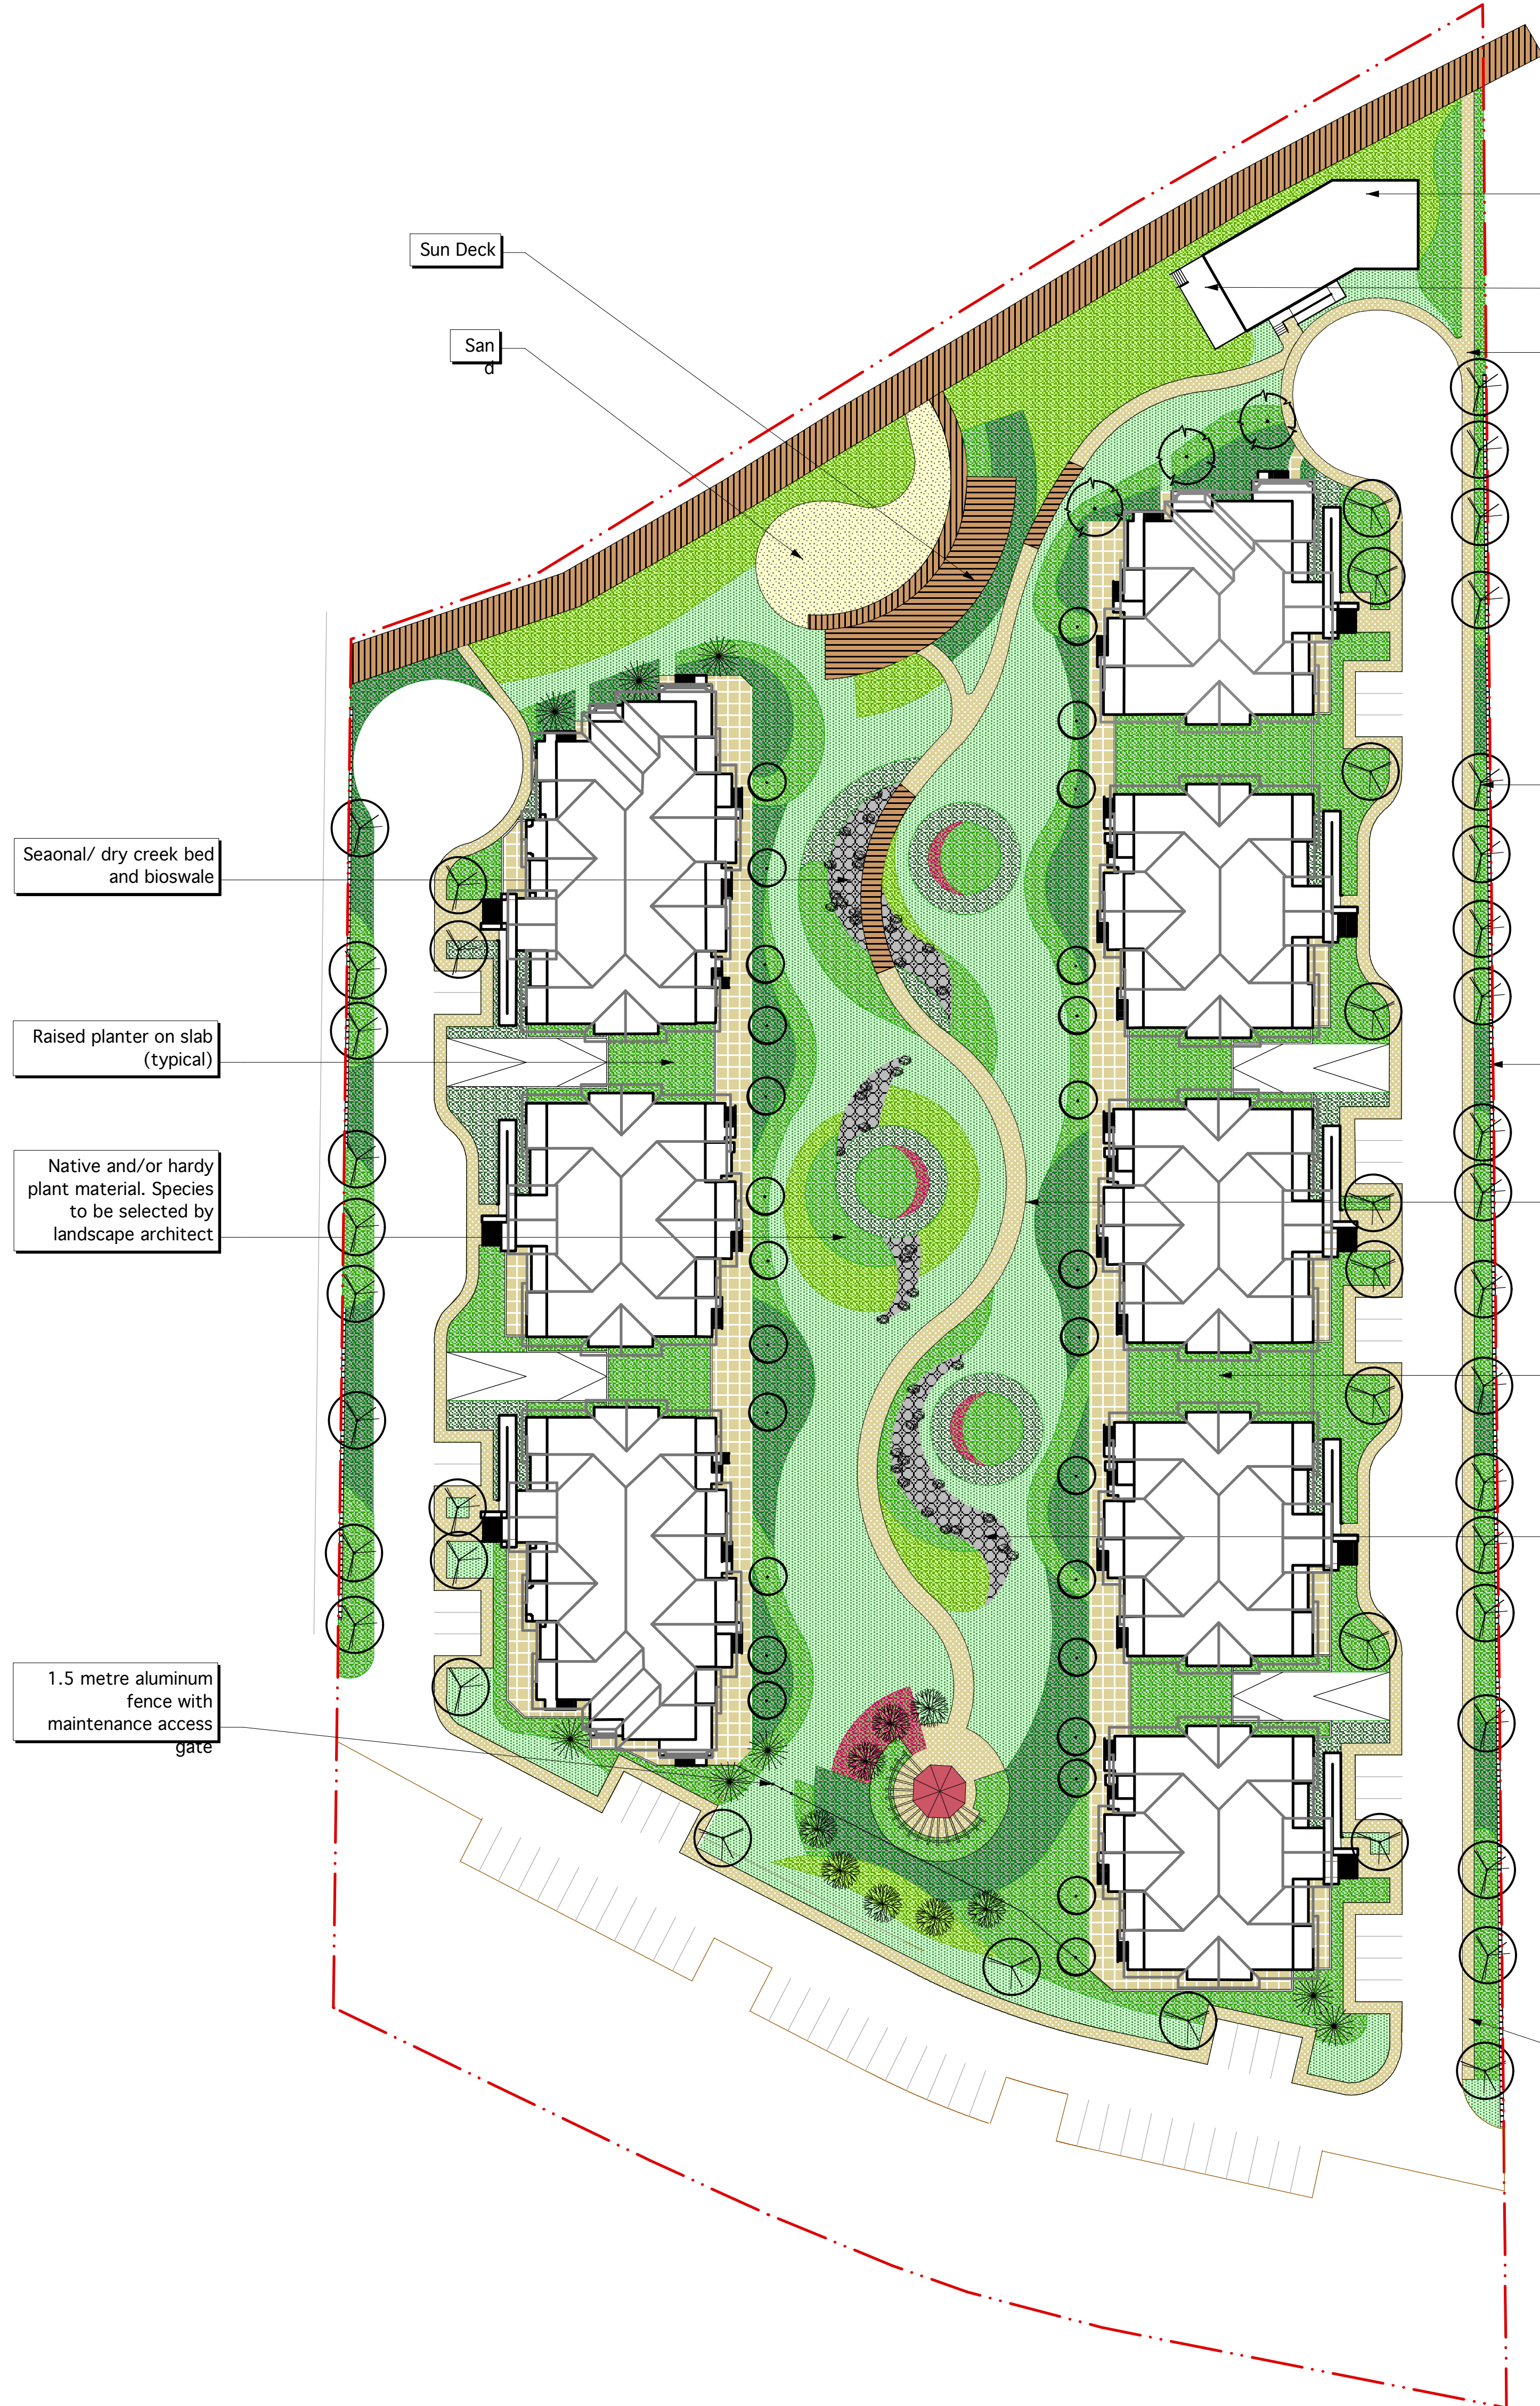 Sun Deck
San
d
Seaonal/ dry creek bed
and bioswale
Raised planter on slab
(typical)
Native and/or hardy
plant material. Species
to be selected by
landscape architect
1.5 metre aluminum
fence with
maintenance access
gate